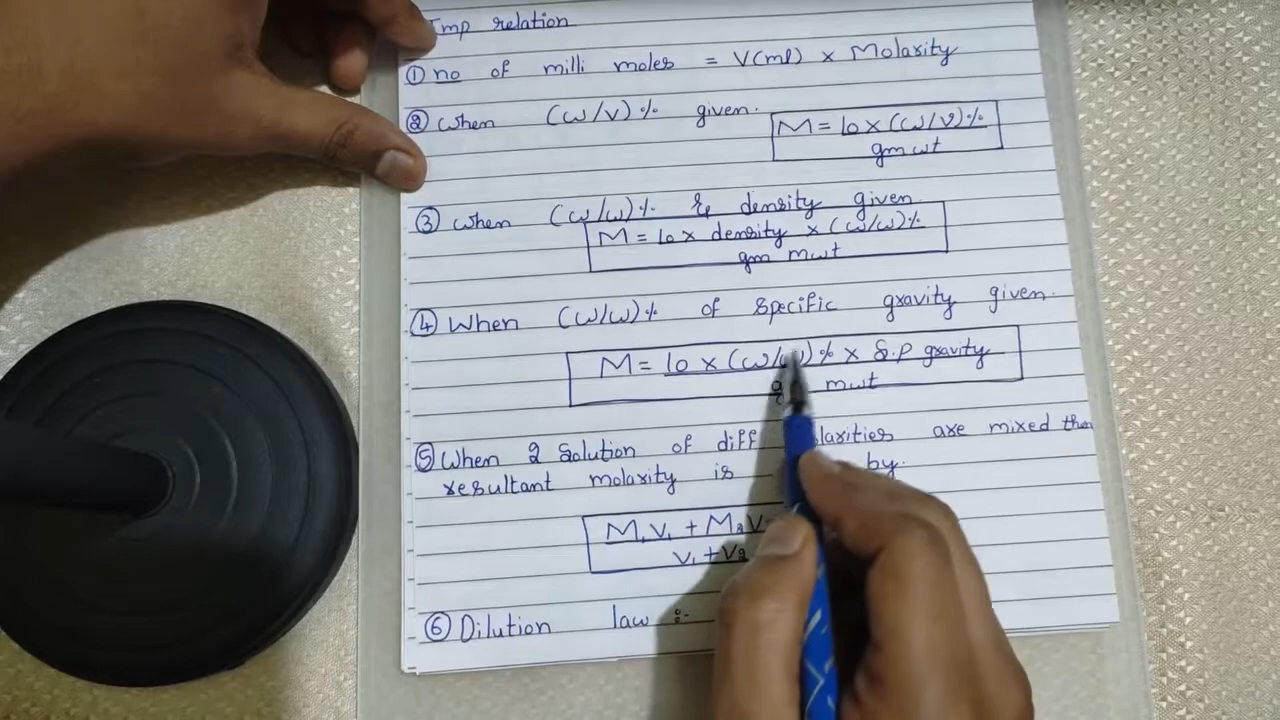 Imp relation
① no of milli moles = V(ml) × Molarity
② When (w/v)% given.
M = 10 × (w/v)%
gm wt
③ When (w/w)% & density given
M = 10 × density × (w/w)%
gm mwt
④ When (w/w)% of specific gravity given.
M = 10 × (w/w)% × S.P gravity
mwt
⑤ When 2 solution of diff are mixed then
resultant molarity is by.
M₁V₁ + M₂V
V₁ + V₂
⑥ Dilution law :-